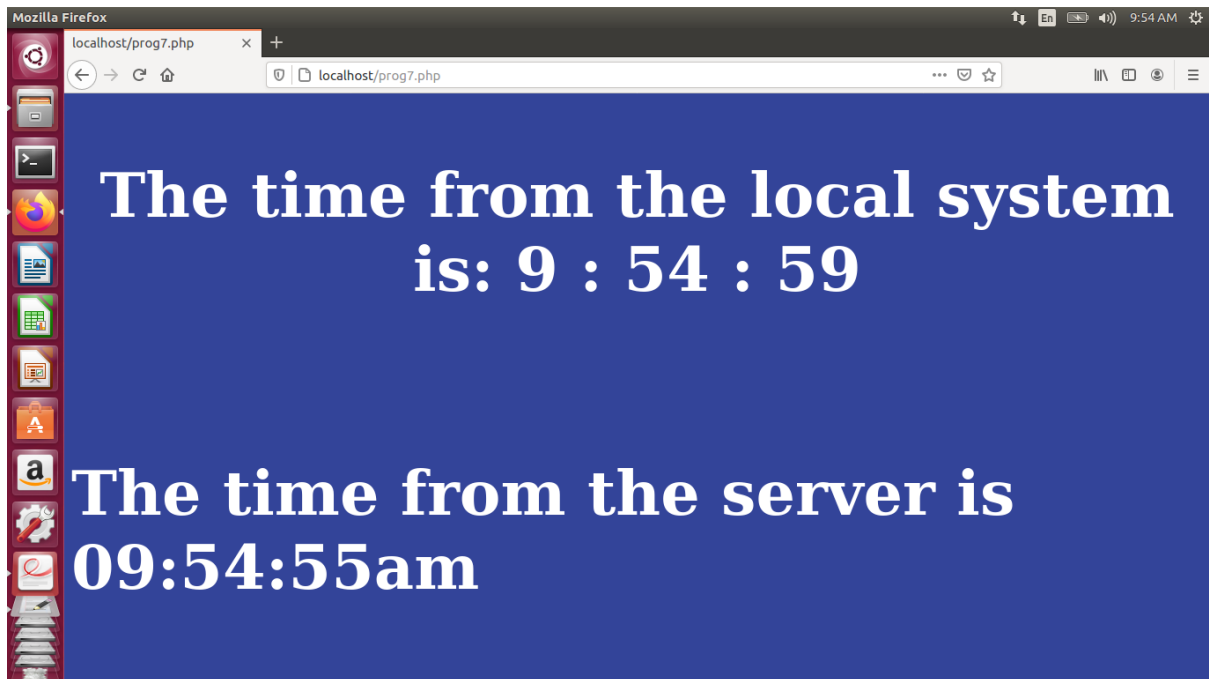 Mozilla Firefox
En
9:54 AM
localhost/prog7.php
localhost/prog7.php
The time from the local system
is: 9 : 54 : 59
The time from the server is
09:54:55am